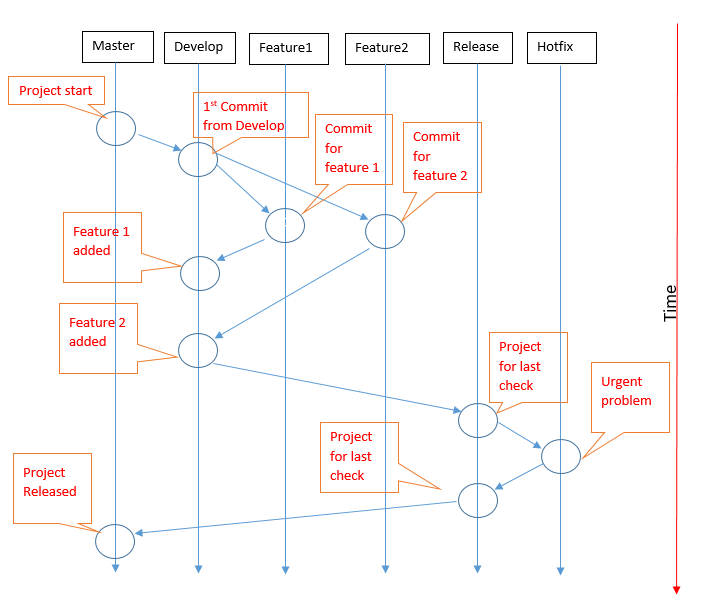 Master
Develop
Feature1
Feature2
Release
Hotfix
Project start
1st Commit
from Develop
Commit
for
feature 1
Commit
for
feature 2
Feature 1
added
Time
Feature 2
added
Project
for last
check
Urgent
problem
Project
for last
check
Project
Released